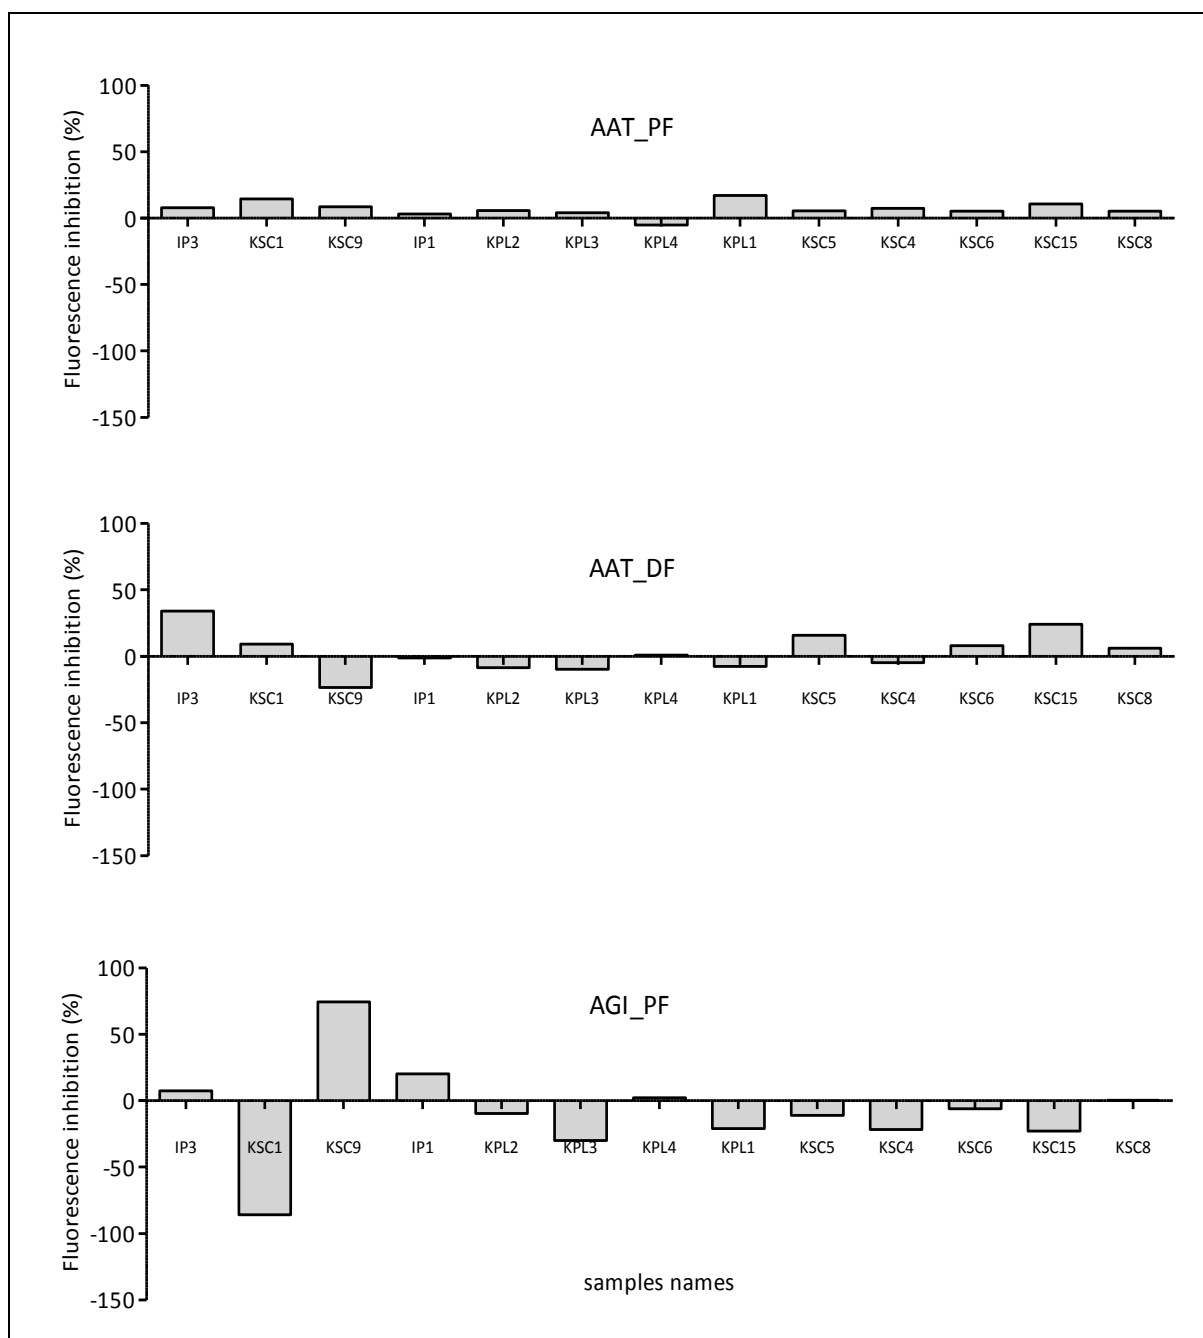 AAT_PF
Fluorescence inhibition (%)
100
50
0
-50
-100
-150
IP3 KSC1 KSC9 IP1 KPL2 KPL3 KPL4 KPL1 KSC5 KSC4 KSC6 KSC15 KSC8
AAT_DF
Fluorescence inhibition (%)
100
50
0
-50
-100
-150
IP3 KSC1 KSC9 IP1 KPL2 KPL3 KPL4 KPL1 KSC5 KSC4 KSC6 KSC15 KSC8
AGI_PF
Fluorescence inhibition (%)
100
50
0
-50
-100
-150
IP3 KSC1 KSC9 IP1 KPL2 KPL3 KPL4 KPL1 KSC5 KSC4 KSC6 KSC15 KSC8
samples names